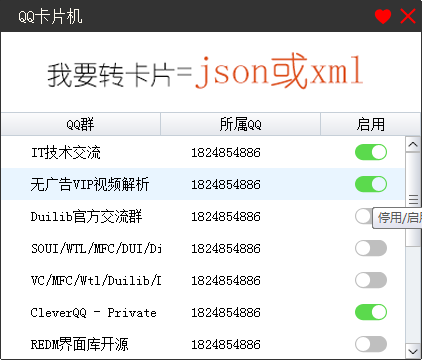 QQ卡片机
我要转卡片=json或xml
QQ群 所属QQ 启用
IT技术交流 1824854886
无广告VIP视频解析 1824854886
Duilib官方交流群 1824854886
停用/启用
SOUI/WTL/MFC/DUI/Di 1824854886
VC/MFC/Wtl/Duilib/I 1824854886
CleverQQ - Private 1824854886
REDM界面库开源 1824854886